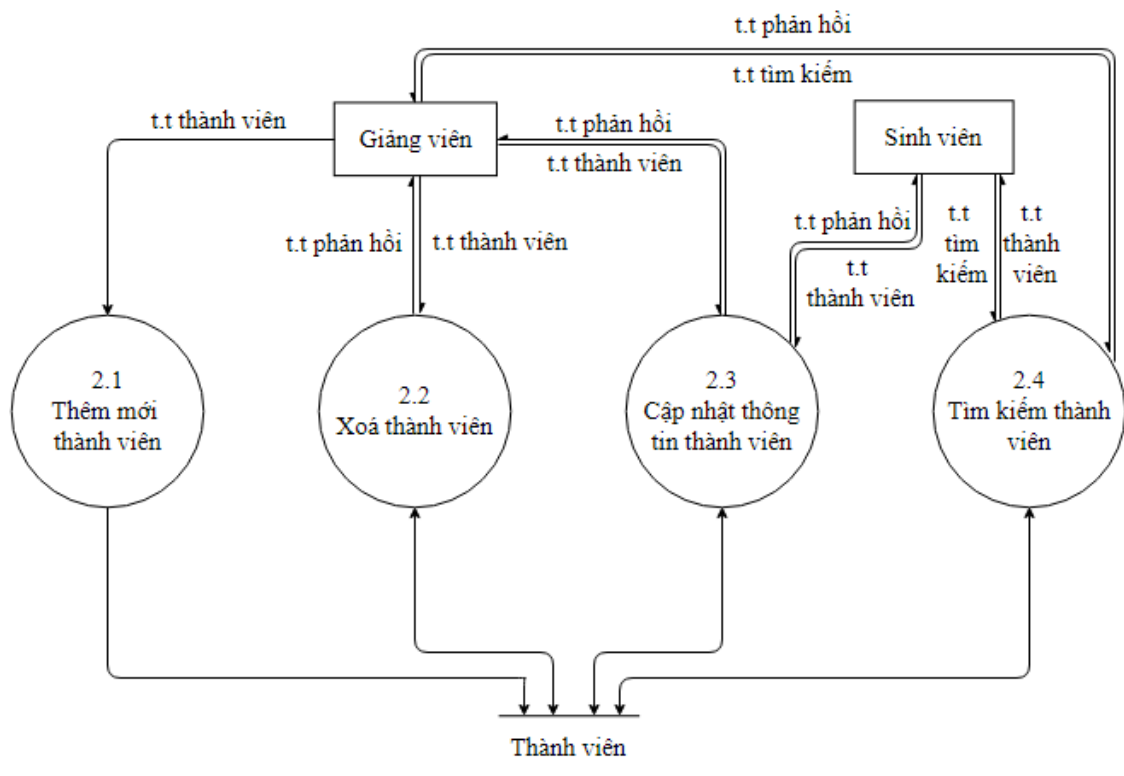 t.t phản hồi
t.t tìm kiếm
t.t thành viên
Giảng viên
t.t phản hồi
t.t thành viên
Sinh viên
t.t phản hồi
t.t thành viên
t.t phản hồi
t.t
thành viên
t.t
tìm
kiếm
t.t
thành
viên
2.1
Thêm mới
thành viên
2.2
Xoá thành viên
2.3
Cập nhật thông
tin thành viên
2.4
Tìm kiếm thành
viên
Thành viên